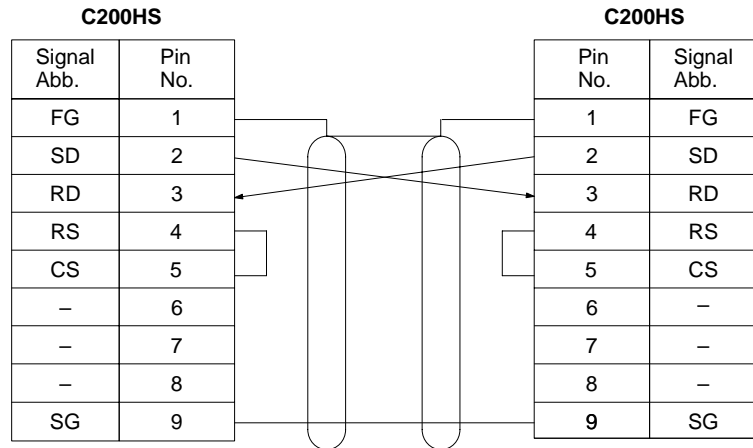 C200HS C200HS
Signal Abb. Pin No. Pin No. Signal Abb.
FG 1 1 FG
SD 2 2 SD
RD 3 3 RD
RS 4 4 RS
CS 5 5 CS
– 6 6 –
– 7 7 –
– 8 8 –
SG 9 9 SG